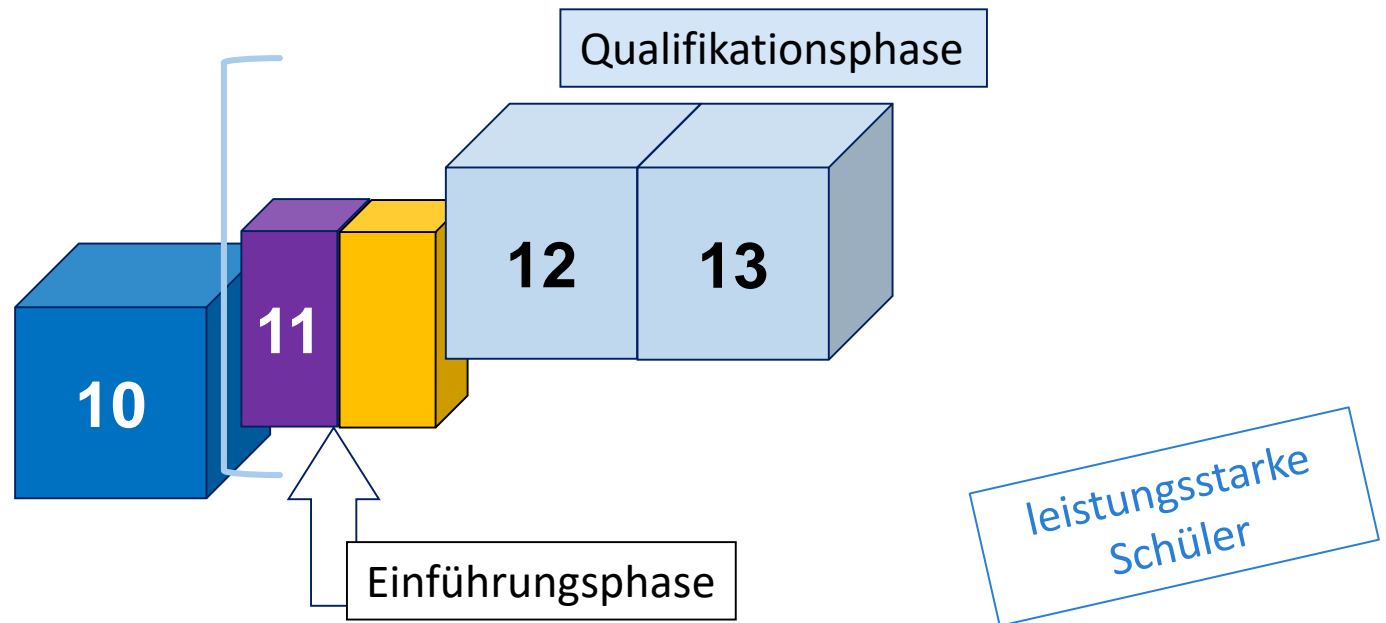 Qualifikationsphase
12
13
11
10
Einführungsphase
leistungsstarke
Schüler